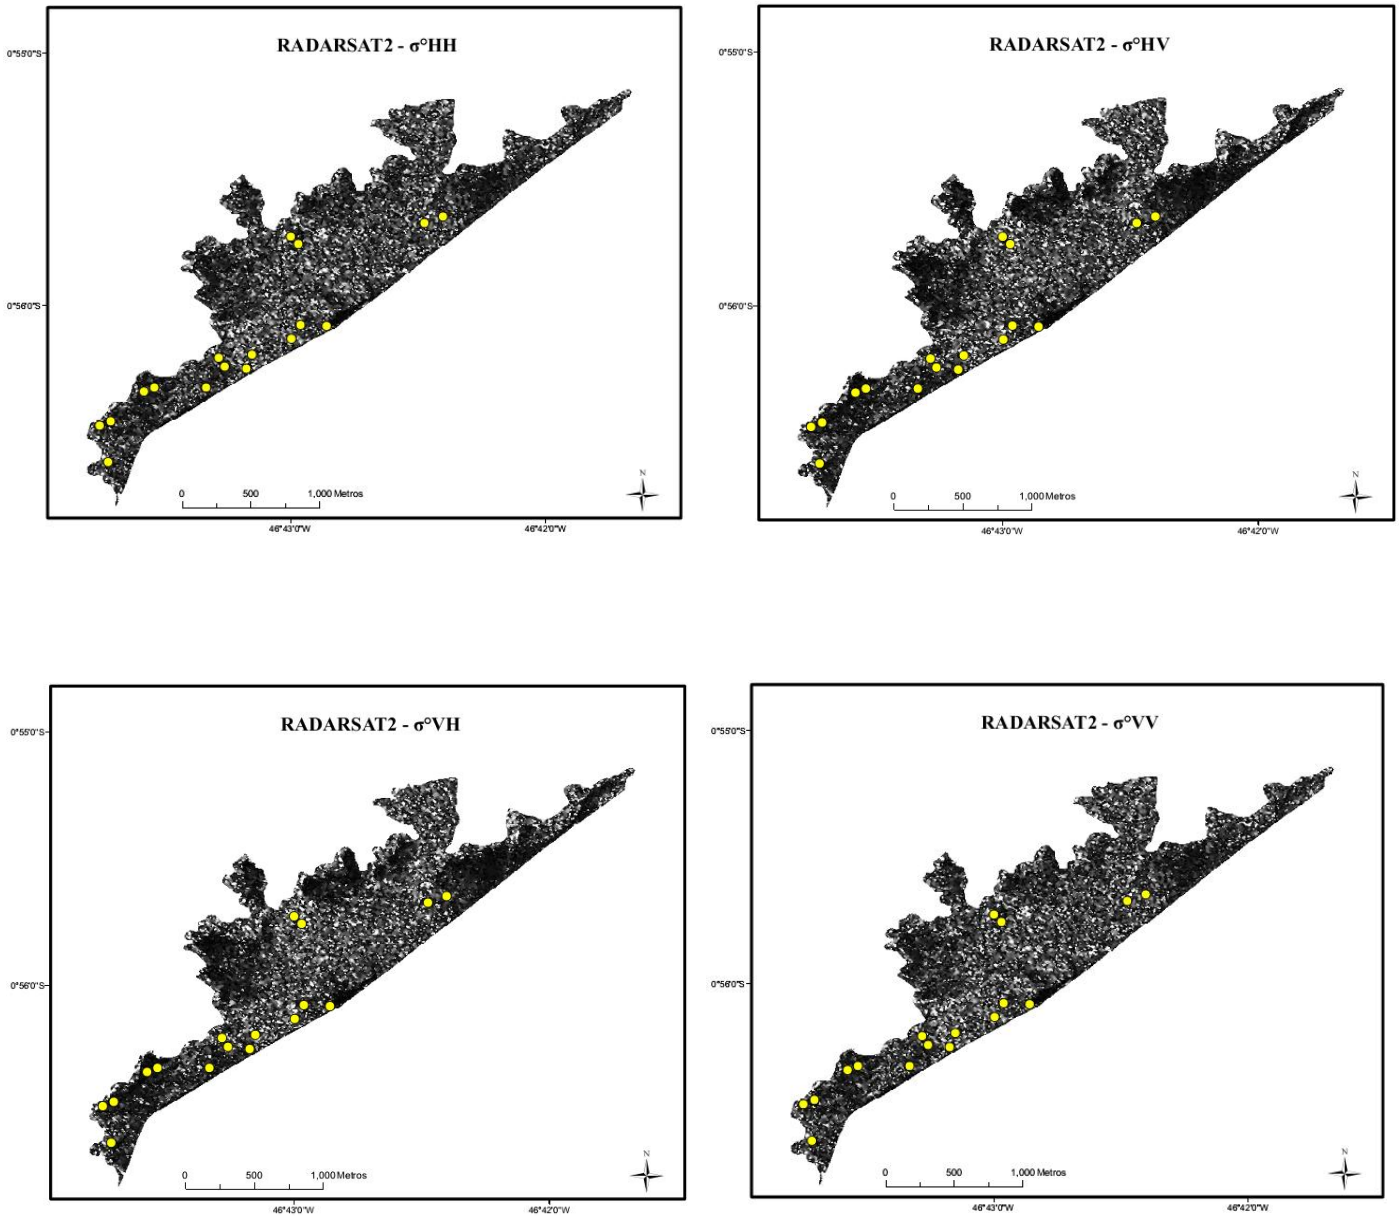 RADARSAT2 - σ°HH
0°55'0"S
0°56'0"S
N
0 500 1,000 Metros
46°43'0"W 46°42'0"W
RADARSAT2 - σ°HV
0°55'0"S
0°56'0"S
N
0 500 1,000 Metros
46°43'0"W 46°42'0"W
RADARSAT2 - σ°VH
0°55'0"S
0°56'0"S
N
0 500 1,000 Metros
46°43'0"W 46°42'0"W
RADARSAT2 - σ°VV
0°55'0"S
0°56'0"S
N
0 500 1,000 Metros
46°43'0"W 46°42'0"W